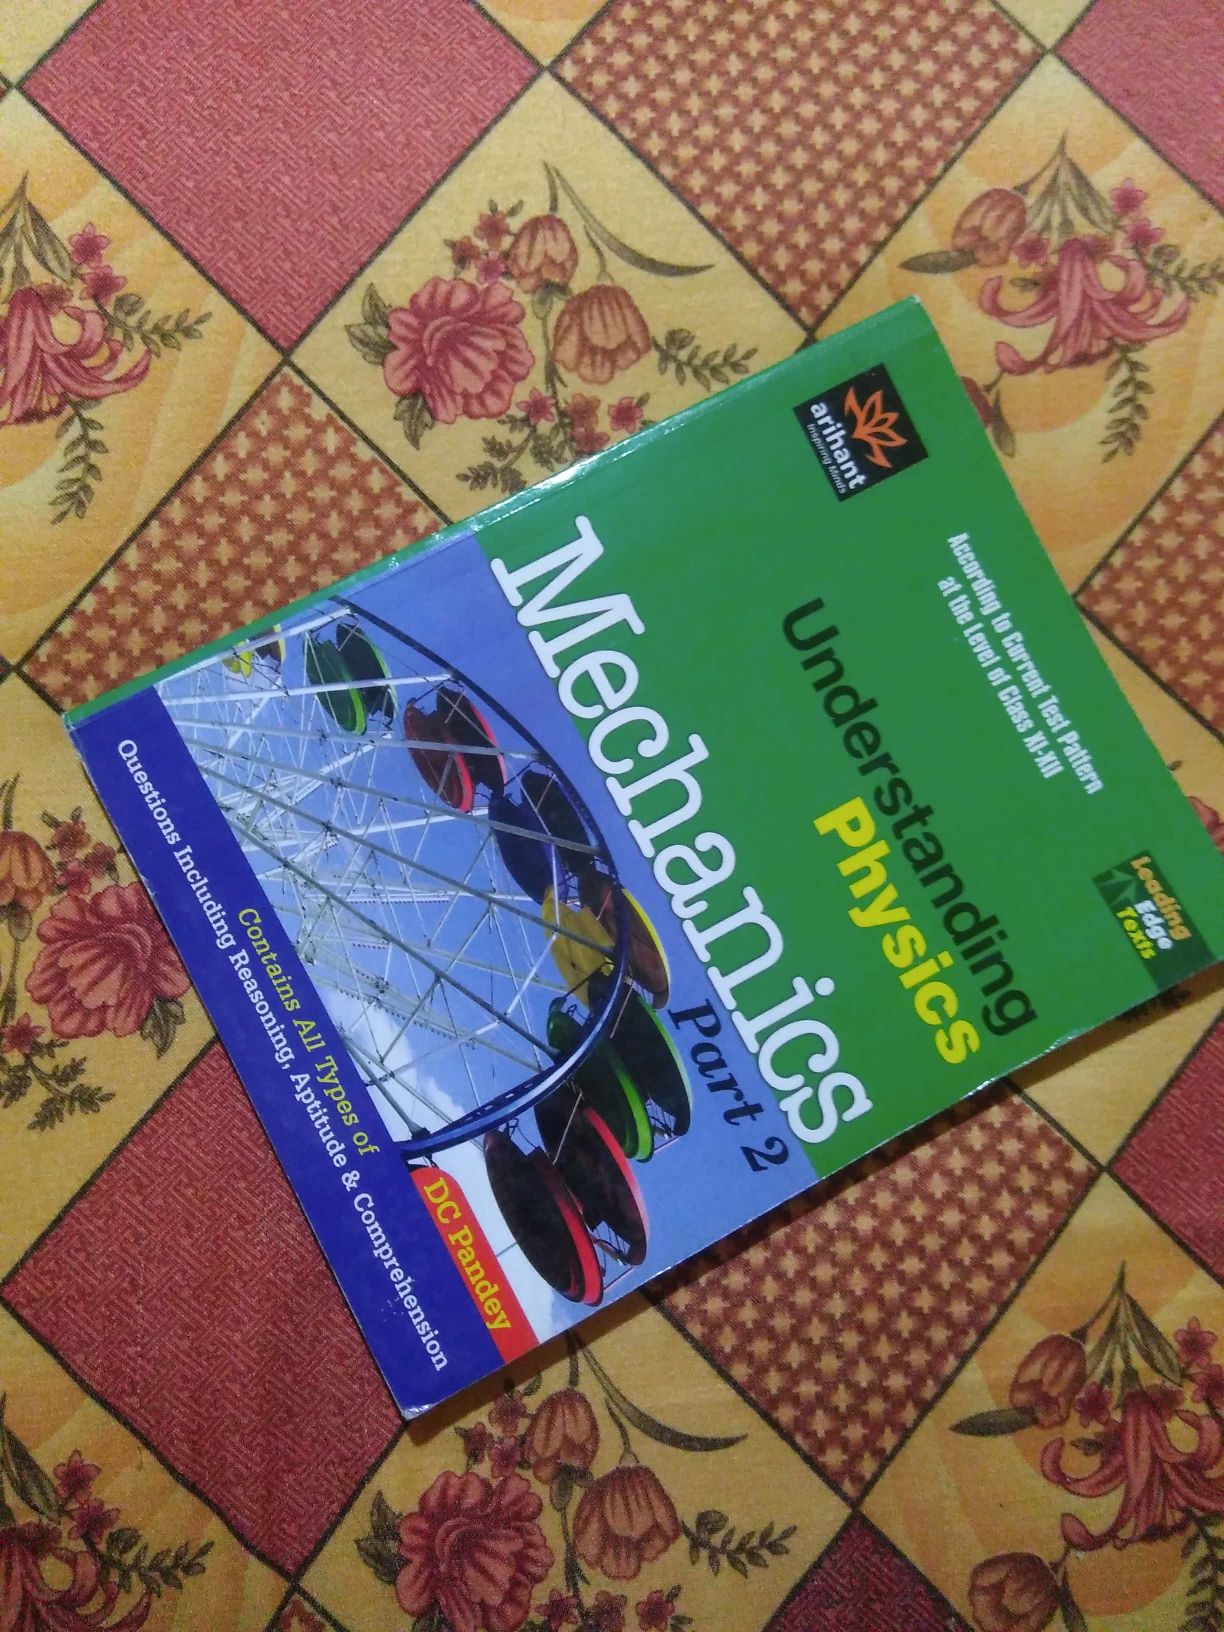 arihant
Inspiring Minds
According to Current Test Pattern
at the Level of Class XI-XII
Leading
Edge
Texts
Understanding
Physics
Mechanics
Part 2
DC Pandey
Contains All Types of
Questions Including Reasoning, Aptitude & Comprehension